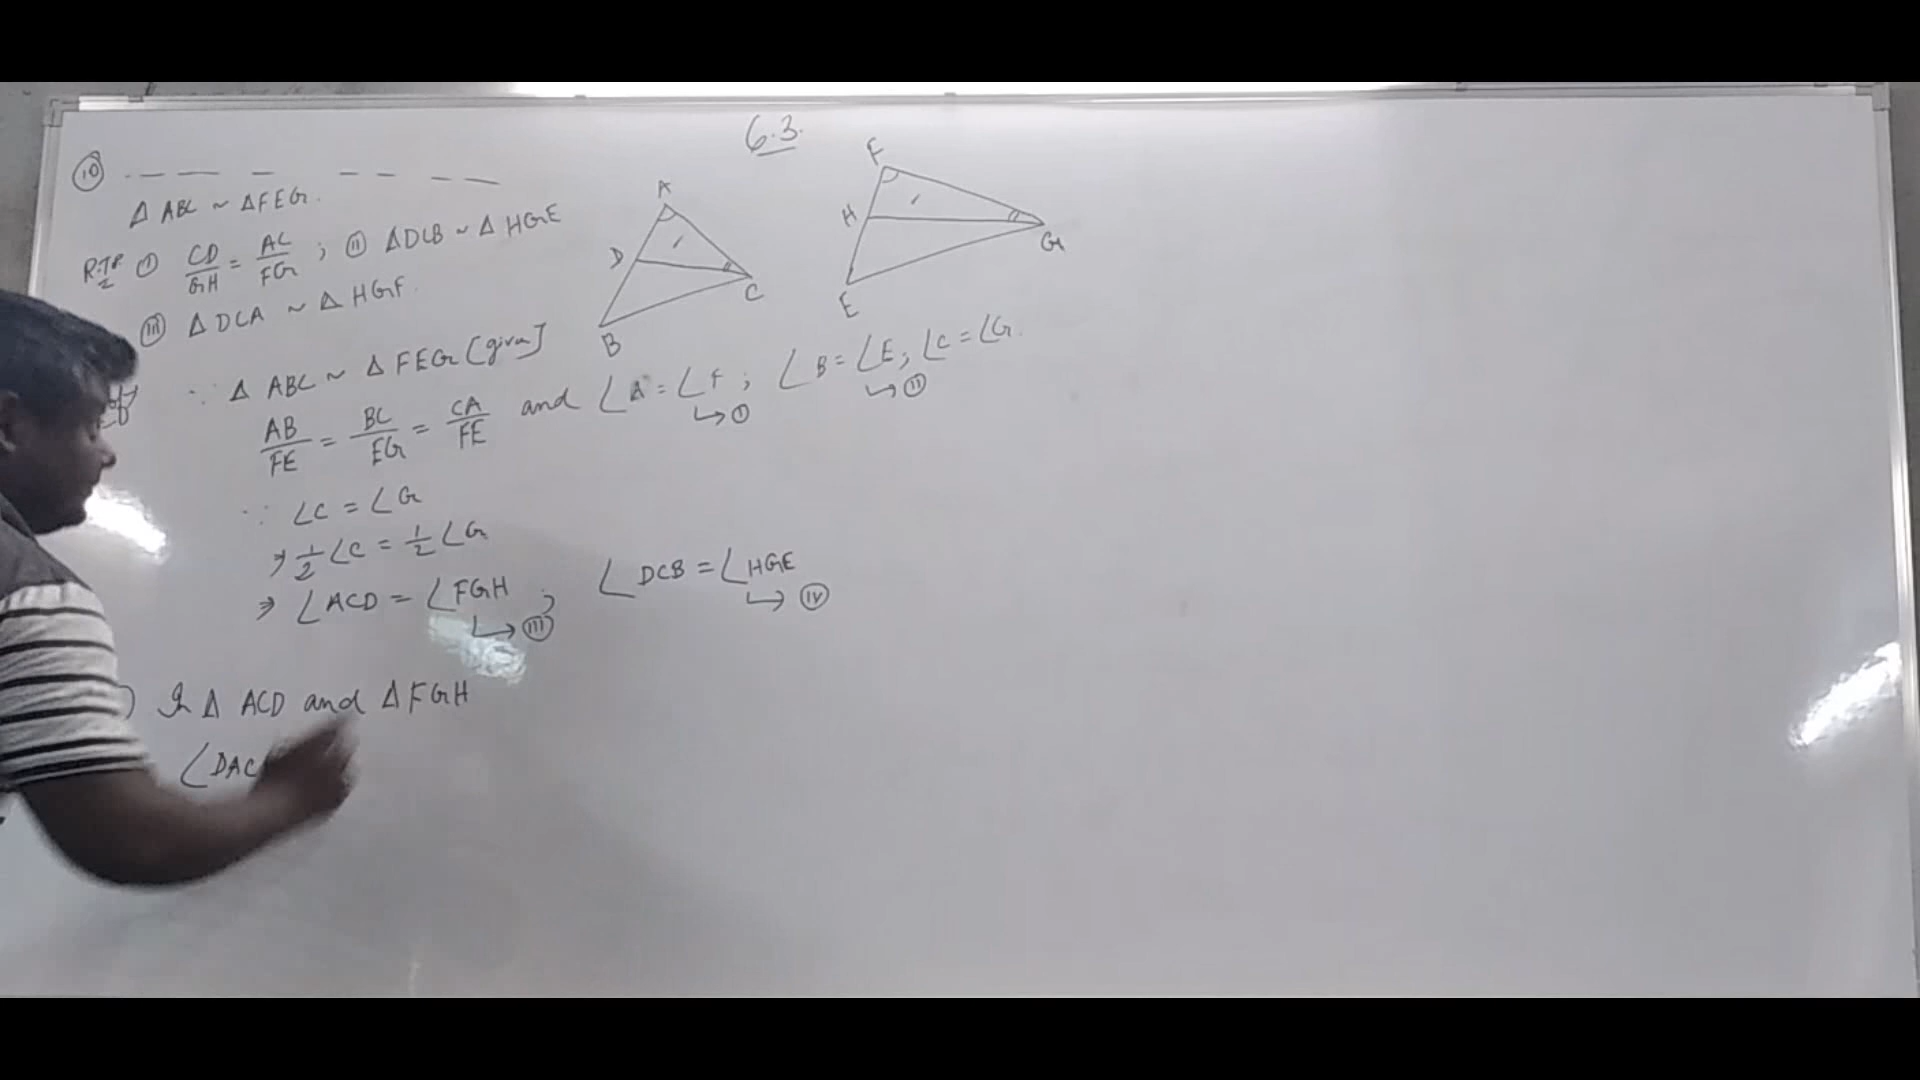 6.3.
⑩ . — — — — — — —
Δ ABC ~ ΔFEG.
R.T.P. ⓘ CD/GH = AC/FG ; ⓘⓘ ΔDCB ~ Δ HGE
ⓘⓘⓘ Δ DCA ~ Δ HGF.
A
D
B
C
F
H
E
G
∵ Δ ABC ~ Δ FEG [given]
AB/FE = BC/EG = CA/FE and ∠A = ∠F ; ∠B = ∠E, ∠C = ∠G.
↳ ⓘ ↳ ⓘⓘ
∵ ∠C = ∠G
⇒ 1/2 ∠C = 1/2 ∠G
⇒ ∠ACD = ∠FGH ; ∠DCB = ∠HGE
↳ ⓘⓘⓘ ↳ ⓘⓥ
) In Δ ACD and Δ FGH
∠DAC